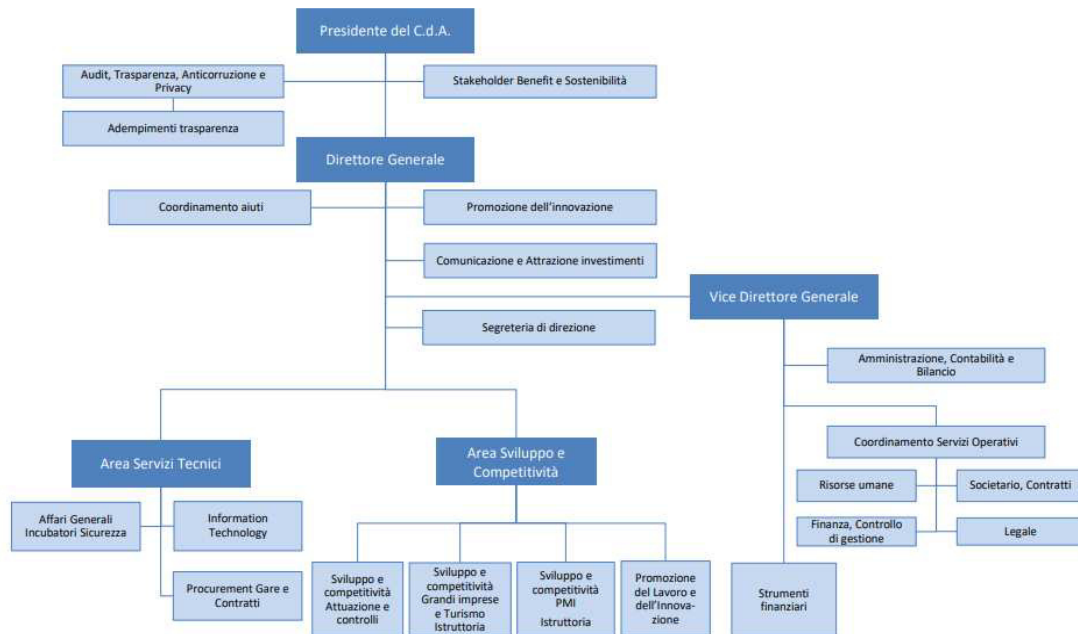 Presidente del C.d.A.
Audit, Trasparenza, Anticorruzione e
Privacy
Stakeholder Benefit e Sostenibilità
Adempimenti trasparenza
Direttore Generale
Coordinamento aiuti
Promozione dell'innovazione
Comunicazione e Attrazione investimenti
Vice Direttore Generale
Segreteria di direzione
Amministrazione, Contabilità e
Bilancio
Area Servizi Tecnici
Area Sviluppo e
Competitività
Coordinamento Servizi Operativi
Risorse umane
Societario, Contratti
Affari Generali
Incubatori Sicurezza
Information
Technology
Finanza, Controllo
di gestione
Legale
Procurement Gare e
Contratti
Sviluppo e
competitività
Attuazione e
controlli
Sviluppo e
competitività
Grandi imprese
e Turismo
Istruttoria
Sviluppo e
competitività
PMI
Istruttoria
Promozione
del Lavoro e
dell'Innova-
zione
Strumenti
finanziari